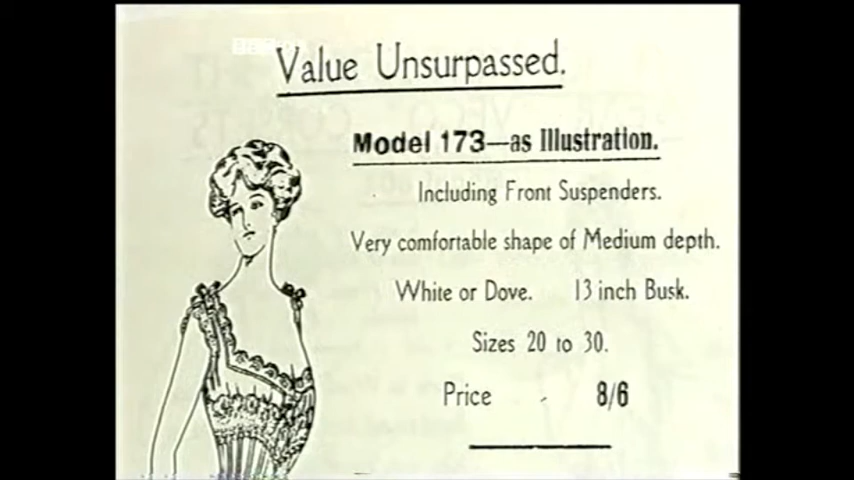 Value Unsurpassed.
Model 173—as Illustration.
Including Front Suspenders.
Very comfortable shape of Medium depth.
White or Dove. 13 inch Busk.
Sizes 20 to 30.
Price 8/6